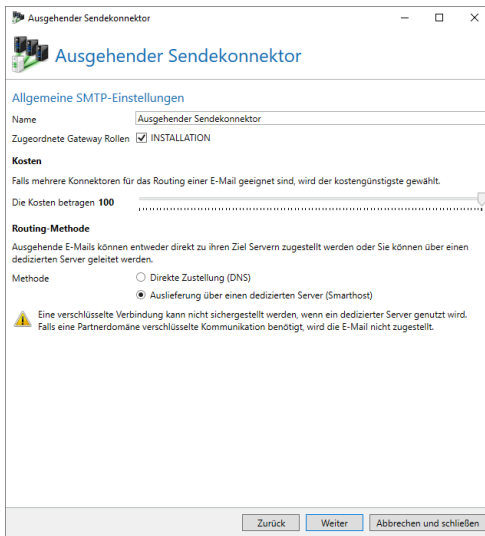 Ausgehender Sendekonnektor
Ausgehender Sendekonnektor
Allgemeine SMTP-Einstellungen
Name Ausgehender Sendekonnektor
Zugeordnete Gateway Rollen INSTALLATION
Kosten
Falls mehrere Konnektoren für das Routing einer E-Mail geeignet sind, wird der kostengünstigste gewählt.
Die Kosten betragen 100
Routing-Methode
Ausgehende E-Mails können entweder direkt zu ihren Ziel Servern zugestellt werden oder Sie können über einen
dedizierten Server geleitet werden.
Methode Direkte Zustellung (DNS)
Auslieferung über einen dedizierten Server (Smarthost)
Eine verschlüsselte Verbindung kann nicht sichergestellt werden, wenn ein dedizierter Server genutzt wird.
Falls eine Partnerdomäne verschlüsselte Kommunikation benötigt, wird die E-Mail nicht zugestellt.
Zurück Weiter Abbrechen und schließen